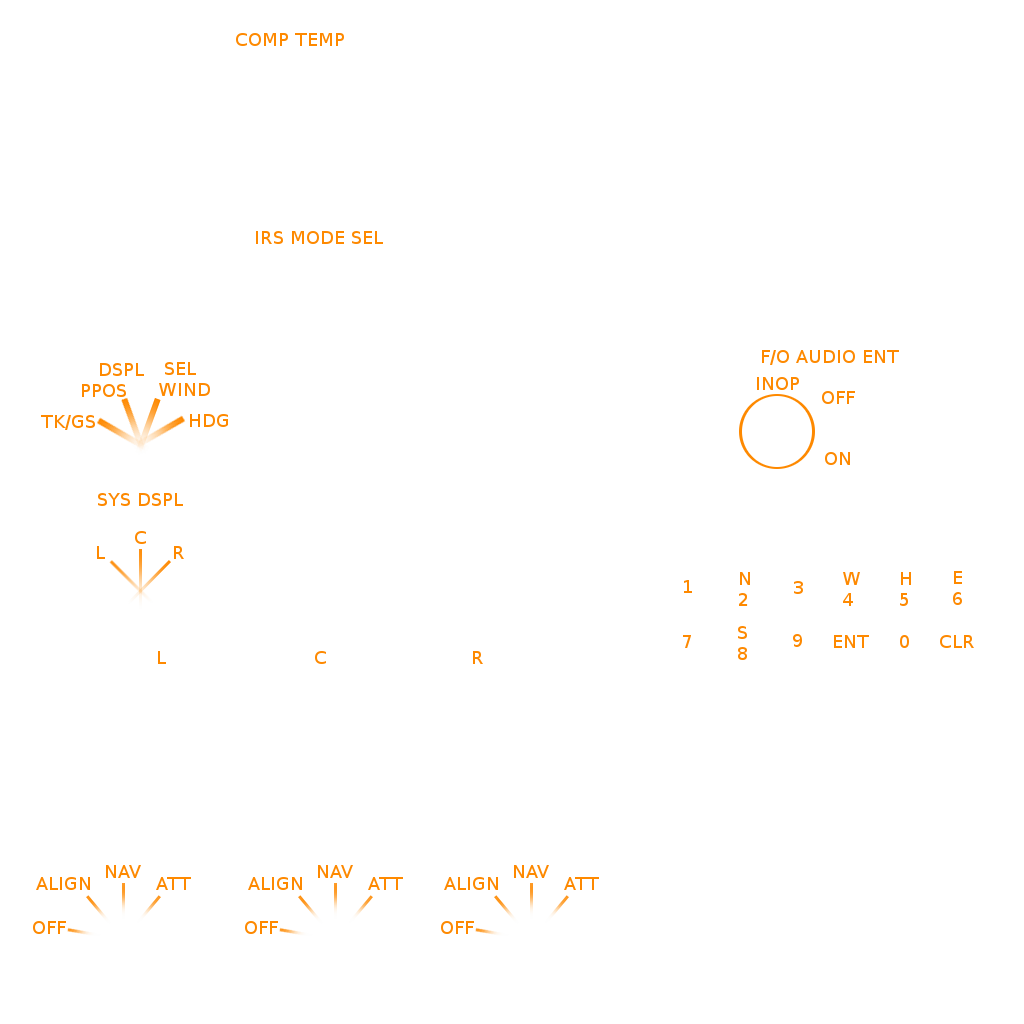 COMP TEMP
IRS MODE SEL
F/O AUDIO ENT
INOP
OFF
ON
DSPL SEL
PPOS WIND
TK/GS HDG
SYS DSPL
C
L R
1 N 3 W H E
2 4 5 6
7 S 9 ENT 0 CLR
8
L C R
NAV NAV NAV
ALIGN ATT ALIGN ATT ALIGN ATT
OFF OFF OFF